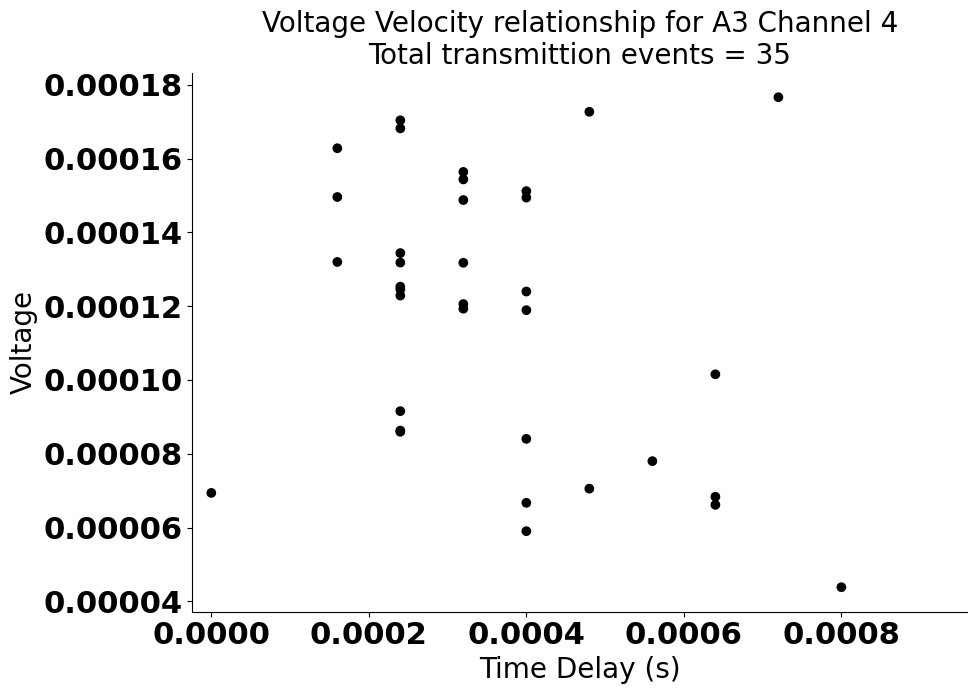 Voltage Velocity relationship for A3 Channel 4
Total transmittion events = 35
Voltage
0.00018
0.00016
0.00014
0.00012
0.00010
0.00008
0.00006
0.00004
0.0000 0.0002 0.0004 0.0006 0.0008
Time Delay (s)